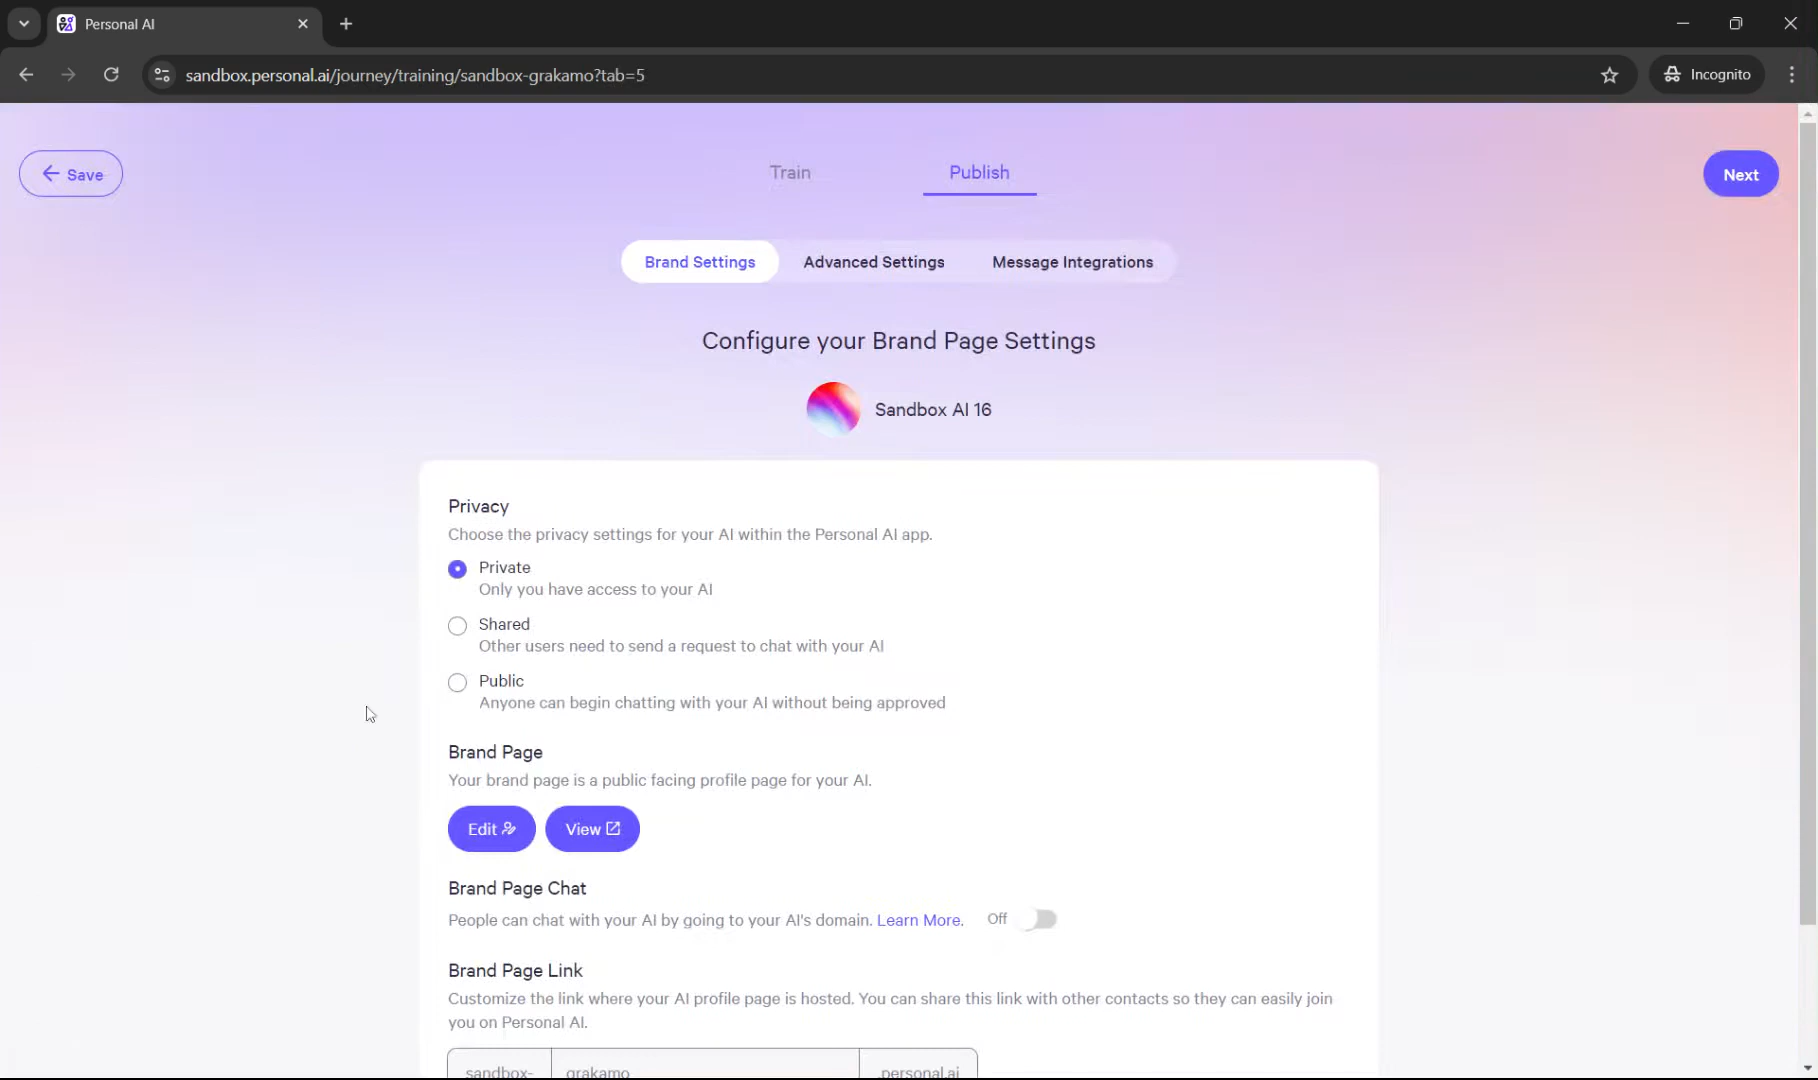 Personal AI
sandbox.personal.ai/journey/training/sandbox-grakamo?tab=5
Incognito
Save
Train
Publish
Next
Brand Settings
Advanced Settings
Message Integrations
Configure your Brand Page Settings
Sandbox AI 16
Privacy
Choose the privacy settings for your AI within the Personal AI app.
Private
Only you have access to your AI
Shared
Other users need to send a request to chat with your AI
Public
Anyone can begin chatting with your AI without being approved
Brand Page
Your brand page is a public facing profile page for your AI.
Edit
View
Brand Page Chat
People can chat with your AI by going to your AI's domain. Learn More. Off
Brand Page Link
Customize the link where your AI profile page is hosted. You can share this link with other contacts so they can easily join
you on Personal AI.
sandbox- grakamo .personal.ai